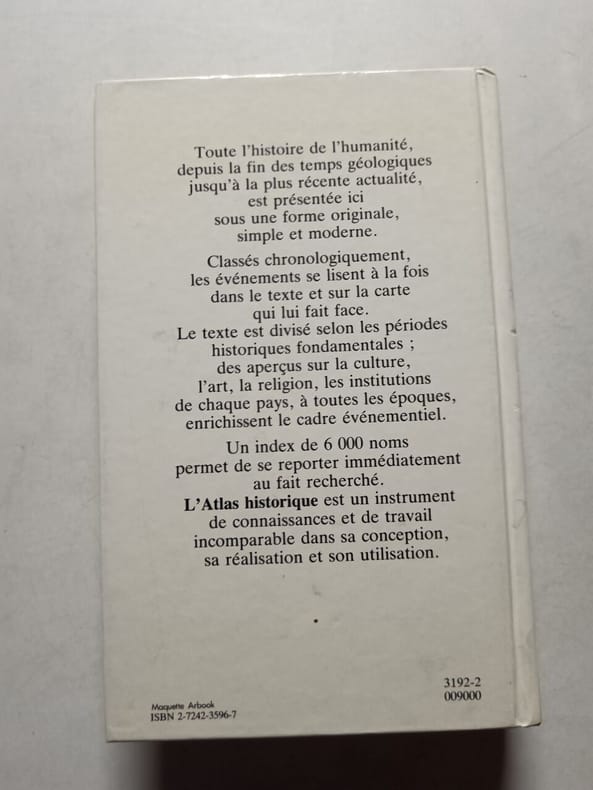 Toute l'histoire de l'humanité,
depuis la fin des temps géologiques
jusqu'à la plus récente actualité,
est présentée ici
sous une forme originale,
simple et moderne.
Classés chronologiquement,
les événements se lisent à la fois
dans le texte et sur la carte
qui lui fait face.
Le texte est divisé selon les périodes
historiques fondamentales ;
des aperçus sur la culture,
l'art, la religion, les institutions
de chaque pays, à toutes les époques,
enrichissent le cadre événementiel.
Un index de 6 000 noms
permet de se reporter immédiatement
au fait recherché.
L'Atlas historique est un instrument
de connaissances et de travail
incomparable dans sa conception,
sa réalisation et son utilisation.
3192-2
009000
Maquette Arbook
ISBN 2-7242-3596-7